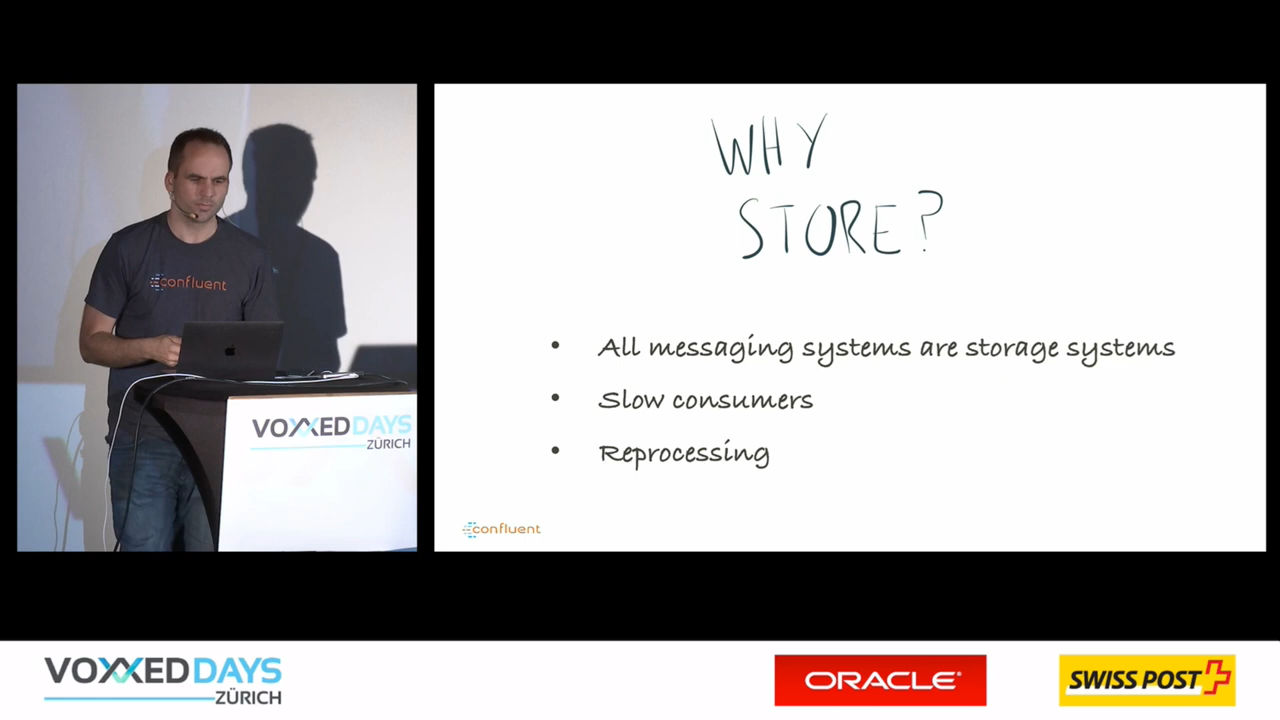 confluent
VOXXED DAYS
ZÜRICH
WHY
STORE?
• All messaging systems are storage systems
• Slow consumers
• Reprocessing
confluent
VOXXED DAYS
ZÜRICH
ORACLE®
SWISS POST